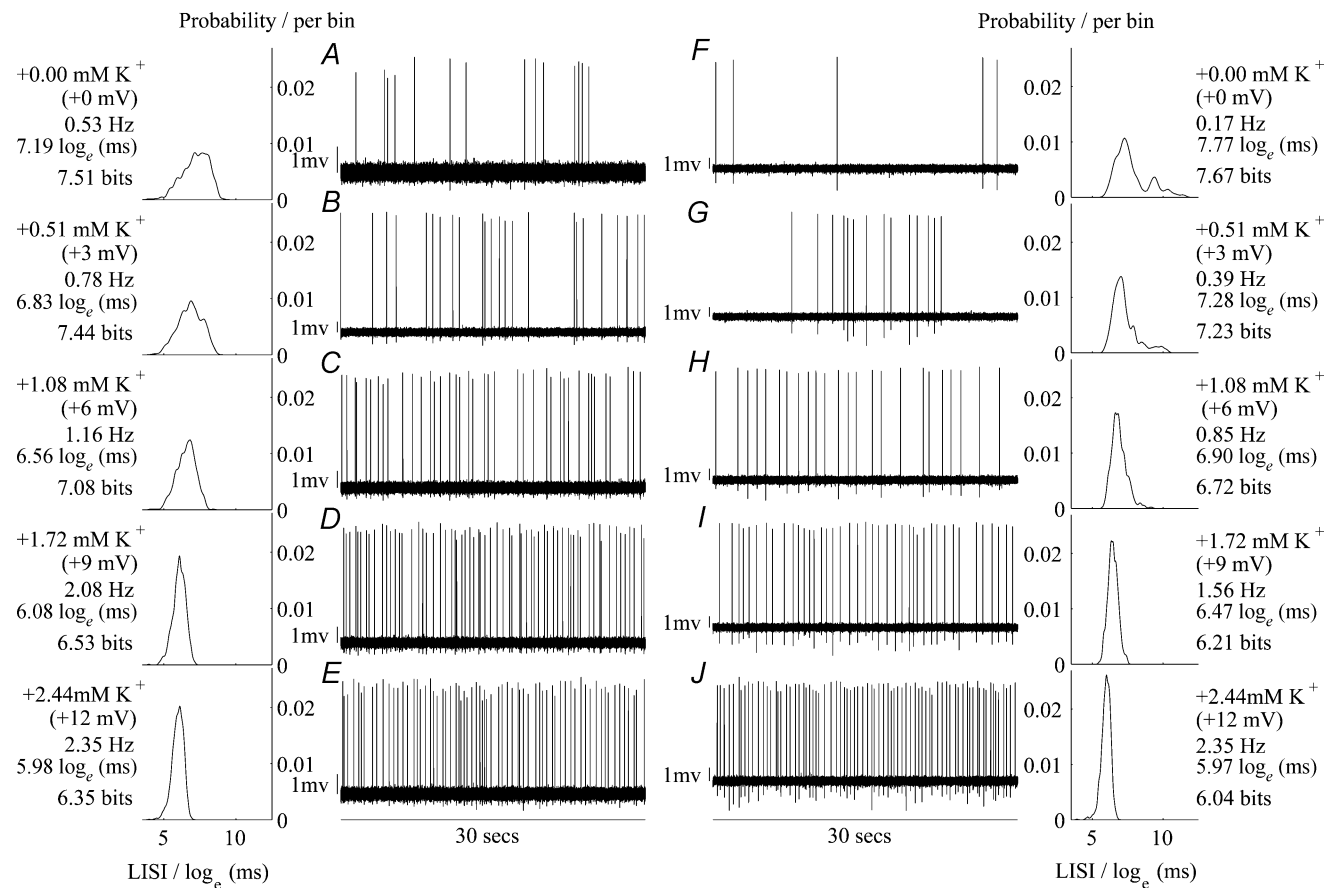 Probability / per bin
Probability / per bin
A
+0.00 mM K+
(+0 mV)
0.53 Hz
7.19 loge (ms)
7.51 bits
0.02
0.01
0
1mv
F
1mv
0.02
0.01
0
+0.00 mM K+
(+0 mV)
0.17 Hz
7.77 loge (ms)
7.67 bits
B
+0.51 mM K+
(+3 mV)
0.78 Hz
6.83 loge (ms)
7.44 bits
0.02
0.01
0
1mv
G
1mv
0.02
0.01
0
+0.51 mM K+
(+3 mV)
0.39 Hz
7.28 loge (ms)
7.23 bits
C
+1.08 mM K+
(+6 mV)
1.16 Hz
6.56 loge (ms)
7.08 bits
0.02
0.01
0
1mv
H
1mv
0.02
0.01
0
+1.08 mM K+
(+6 mV)
0.85 Hz
6.90 loge (ms)
6.72 bits
D
+1.72 mM K+
(+9 mV)
2.08 Hz
6.08 loge (ms)
6.53 bits
0.02
0.01
0
1mv
I
1mv
0.02
0.01
0
+1.72 mM K+
(+9 mV)
1.56 Hz
6.47 loge (ms)
6.21 bits
E
+2.44mM K+
(+12 mV)
2.35 Hz
5.98 loge (ms)
6.35 bits
0.02
0.01
0
1mv
J
1mv
0.02
0.01
0
+2.44mM K+
(+12 mV)
2.35 Hz
5.97 loge (ms)
6.04 bits
5 10
30 secs
30 secs
5 10
LISI / loge (ms)
LISI / loge (ms)